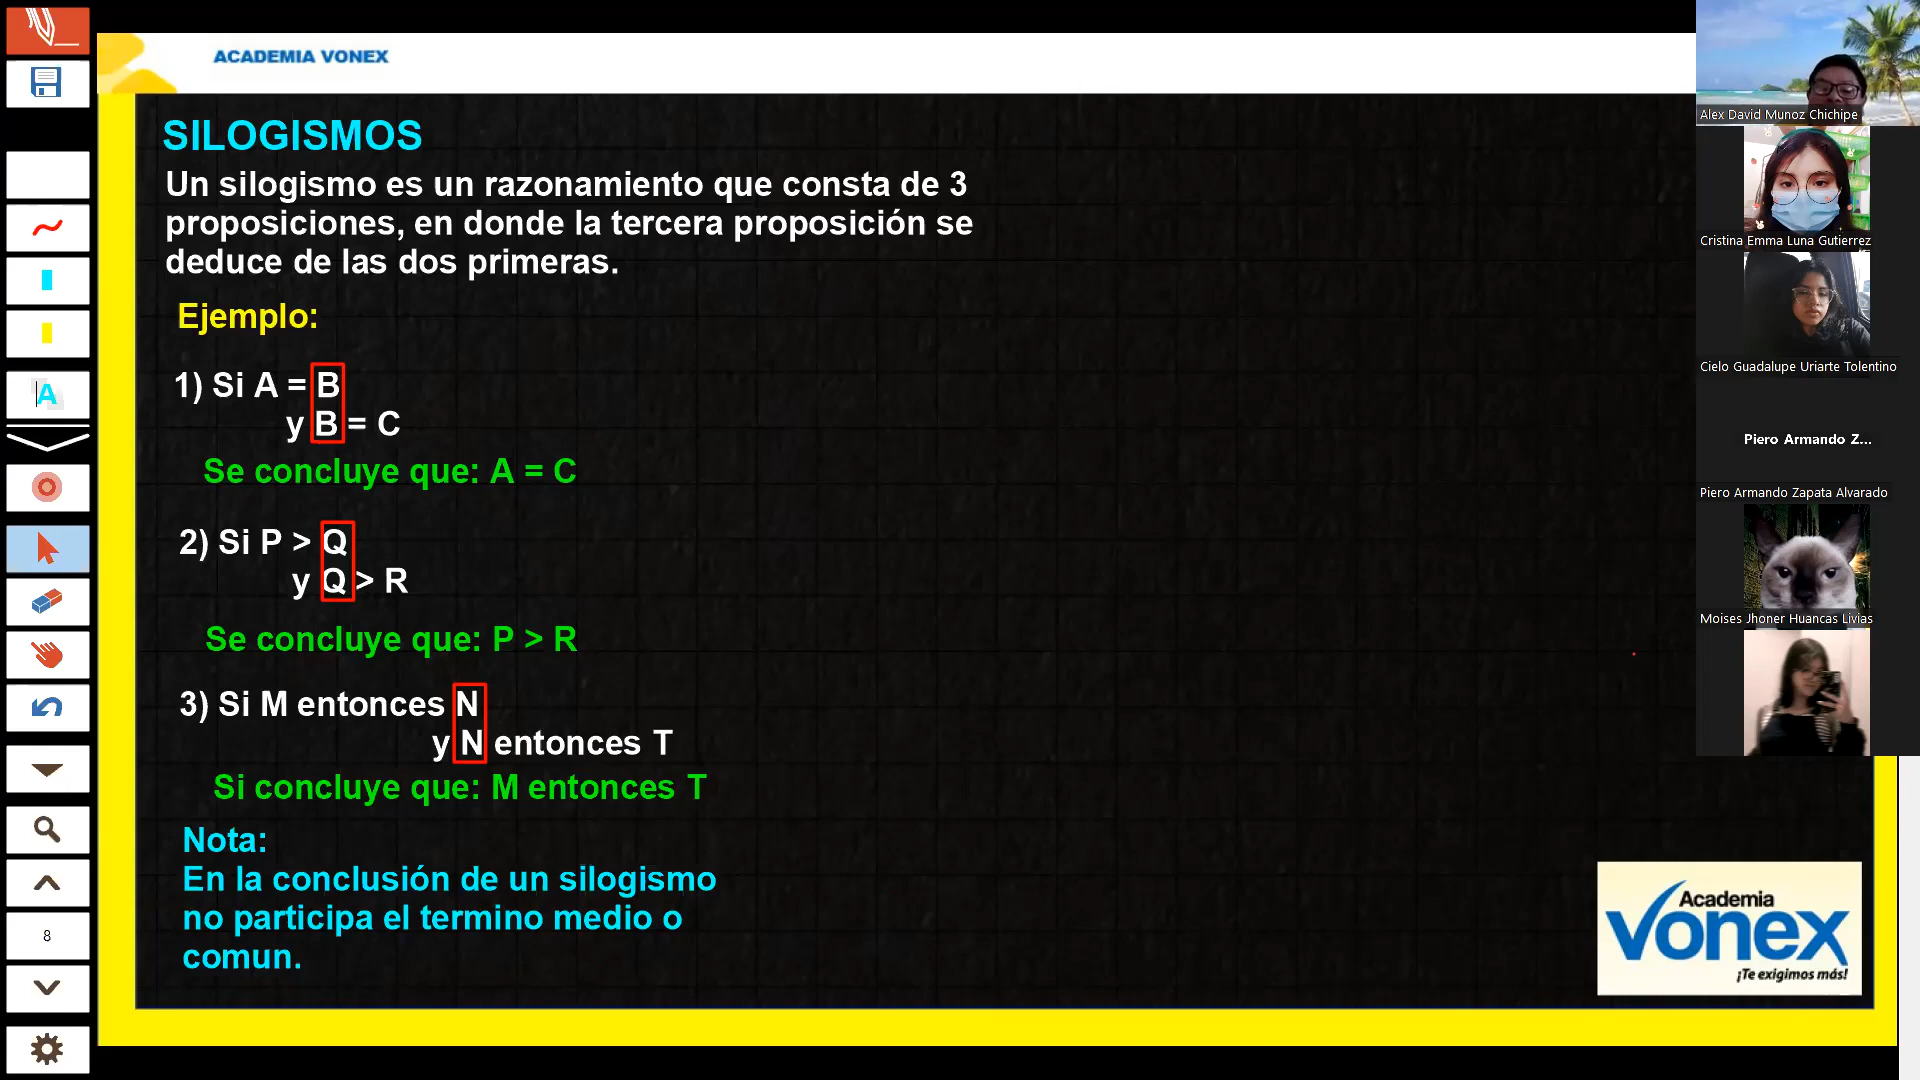 ACADEMIA VONEX
SILOGISMOS
Un silogismo es un razonamiento que consta de 3
proposiciones, en donde la tercera proposición se
deduce de las dos primeras.
Ejemplo:
1) Si A = B
y B = C
Se concluye que: A = C
2) Si P > Q
y Q > R
Se concluye que: P > R
3) Si M entonces N
y N entonces T
Si concluye que: M entonces T
Nota:
En la conclusión de un silogismo
no participa el termino medio o
comun.
Academia
vonex
¡Te exigimos más!
A
8
Alex David Munoz Chichipe
Cristina Emma Luna Gutierrez
Cielo Guadalupe Uriarte Tolentino
Piero Armando Z...
Piero Armando Zapata Alvarado
Moises Jhoner Huancas Livias